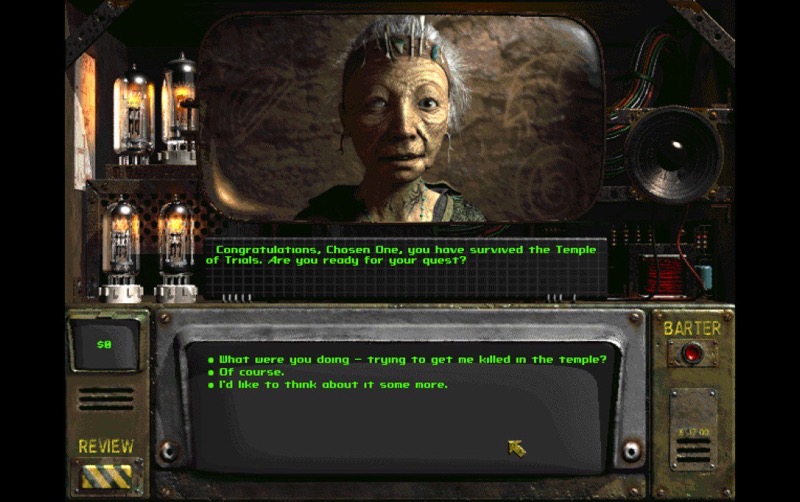 Congratulations, Chosen One, you have survived the Temple
of Trials. Are you ready for your quest?
$0
BARTER
• What were you doing - trying to get me killed in the temple?
• Of course.
• I'd like to think about it some more.
REVIEW